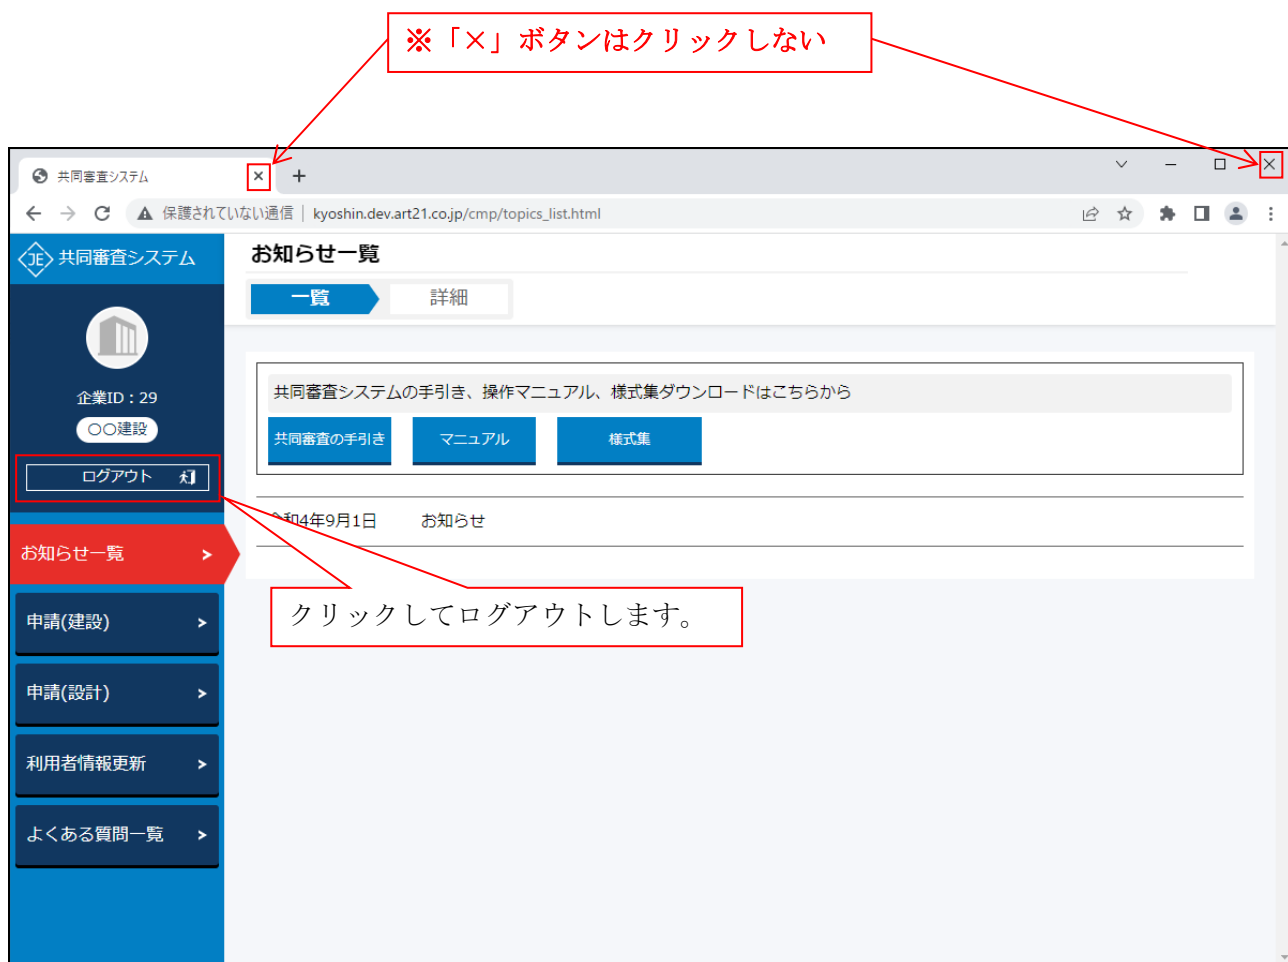 ※「×」ボタンはクリックしない
共同審査システム
保護されていない通信 | kyoshin.dev.art21.co.jp/cmp/topics_list.html
JE 共同審査システム
お知らせ一覧
一覧
詳細
企業ID:29
〇〇建設
ログアウト
共同審査システムの手引き、操作マニュアル、様式集ダウンロードはこちらから
共同審査の手引き
マニュアル
様式集
令和4年9月1日 お知らせ
クリックしてログアウトします。
お知らせ一覧
申請(建設)
申請(設計)
利用者情報更新
よくある質問一覧